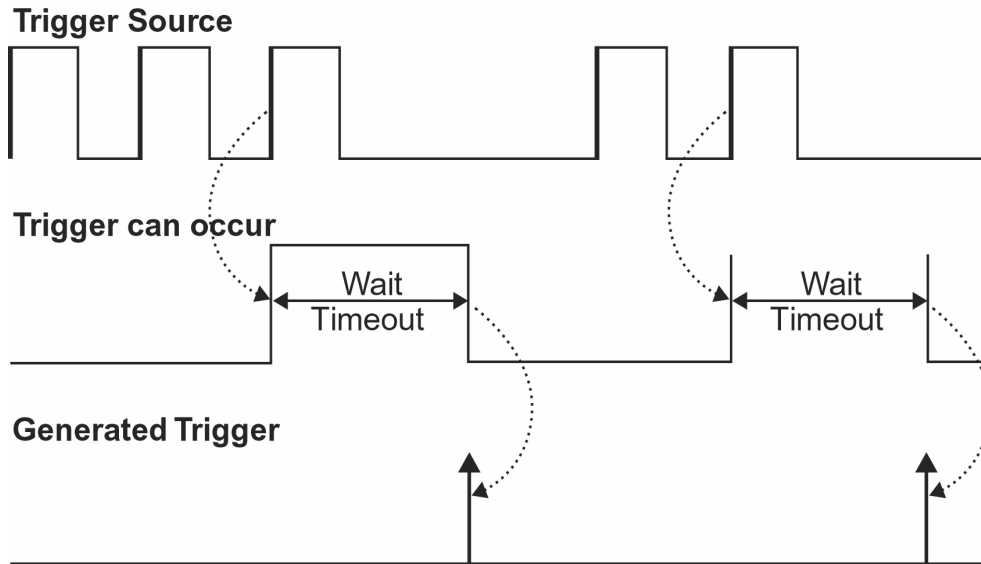 Trigger Source
Trigger can occur
Wait
Timeout
Wait
Timeout
Generated Trigger